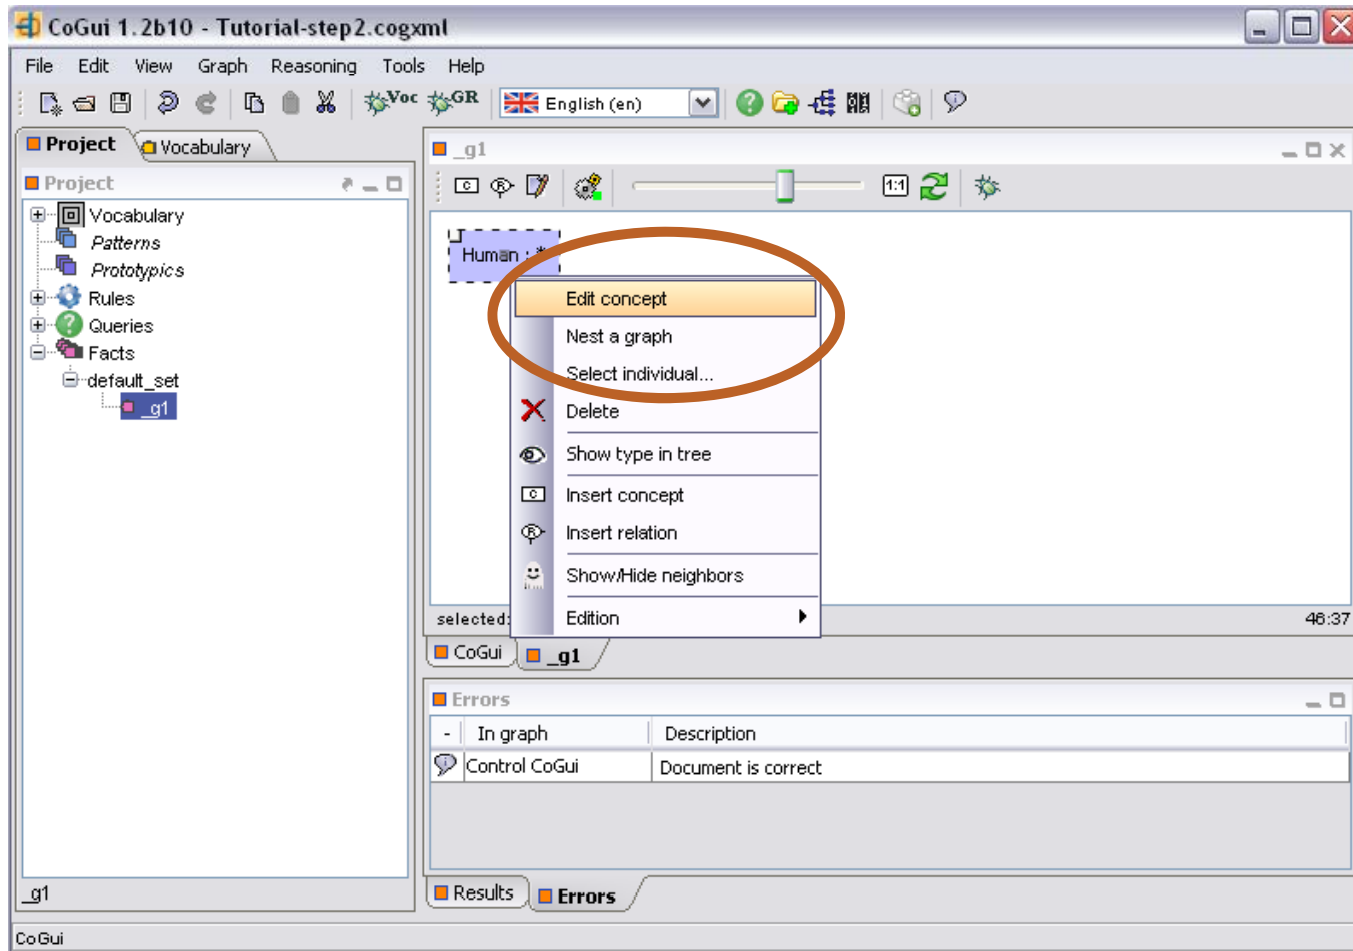 CoGui 1.2b10 - Tutorial-step2.cogxml
File Edit View Graph Reasoning Tools Help
Voc GR English (en)
Project Vocabulary
Project
Vocabulary
Patterns
Prototypics
Rules
Queries
Facts
default_set
_g1
_g1
_g1
1:1
Human : *
Edit concept
Nest a graph
Select individual...
Delete
Show type in tree
C Insert concept
R Insert relation
Show/Hide neighbors
Edition
selected: 46:37
CoGui _g1
Errors
- In graph Description
Control CoGui Document is correct
Results Errors
CoGui